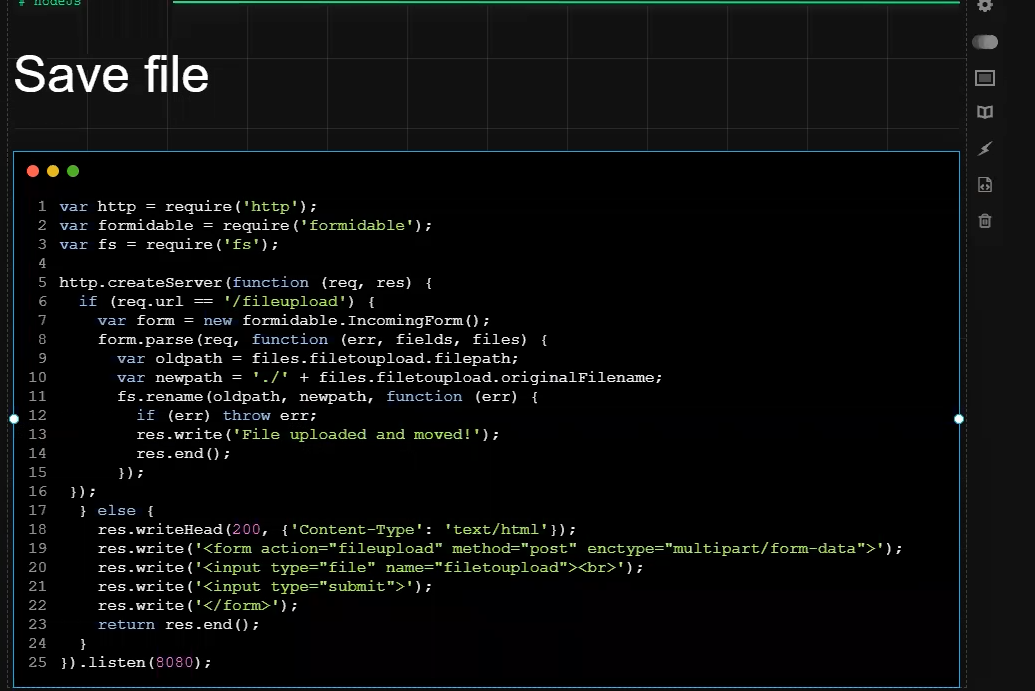 # nodeJS
Save file
1 var http = require('http');
2 var formidable = require('formidable');
3 var fs = require('fs');
4
5 http.createServer(function (req, res) {
6   if (req.url == '/fileupload') {
7     var form = new formidable.IncomingForm();
8     form.parse(req, function (err, fields, files) {
9       var oldpath = files.filetoupload.filepath;
10       var newpath = './' + files.filetoupload.originalFilename;
11       fs.rename(oldpath, newpath, function (err) {
12         if (err) throw err;
13         res.write('File uploaded and moved!');
14         res.end();
15       });
16  });
17   } else {
18     res.writeHead(200, {'Content-Type': 'text/html'});
19     res.write('<form action="fileupload" method="post" enctype="multipart/form-data">');
20     res.write('<input type="file" name="filetoupload"><br>');
21     res.write('<input type="submit">');
22     res.write('</form>');
23     return res.end();
24   }
25 }).listen(8080);